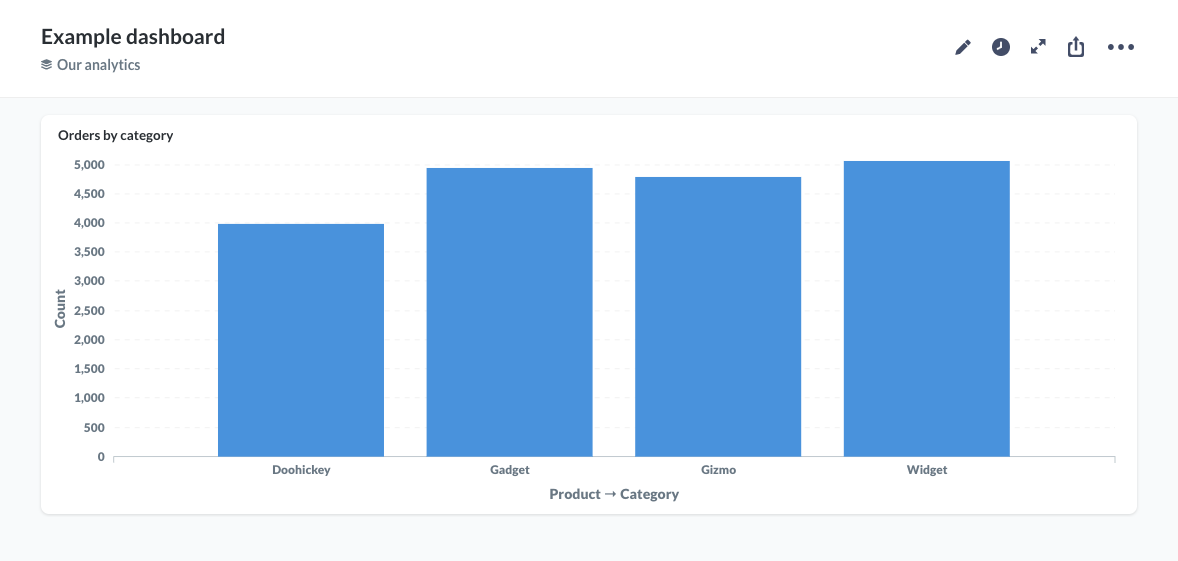 Example dashboard
Our analytics
Orders by category
5,000
4,500
4,000
3,500
3,000
2,500
2,000
1,500
1,000
500
0
Count
Doohickey Gadget Gizmo Widget
Product → Category